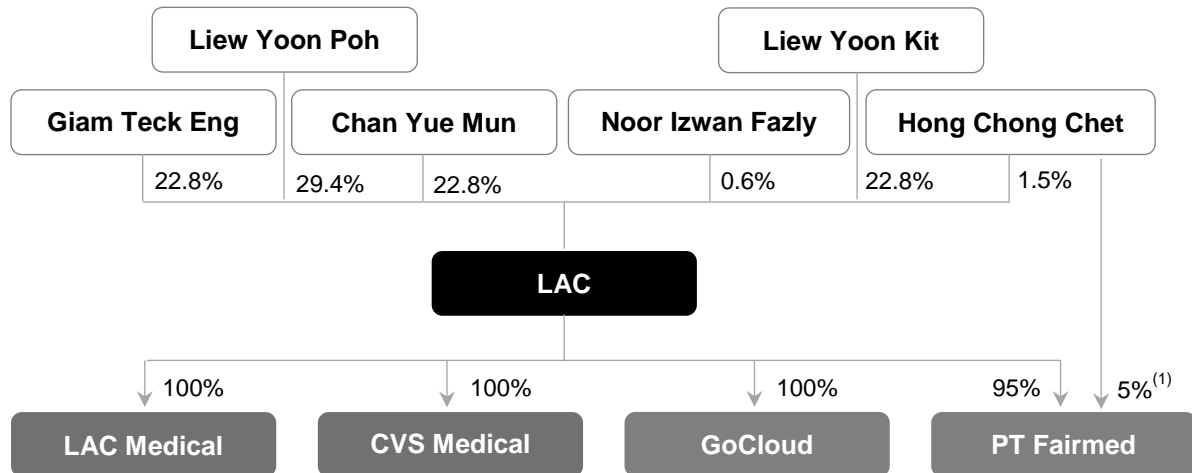 Liew Yoon Poh
Liew Yoon Kit
Giam Teck Eng
Chan Yue Mun
Noor Izwan Fazly
Hong Chong Chet
22.8%
29.4%
22.8%
0.6%
22.8%
1.5%
LAC
100%
100%
100%
95%
5%(1)
LAC Medical
CVS Medical
GoCloud
PT Fairmed